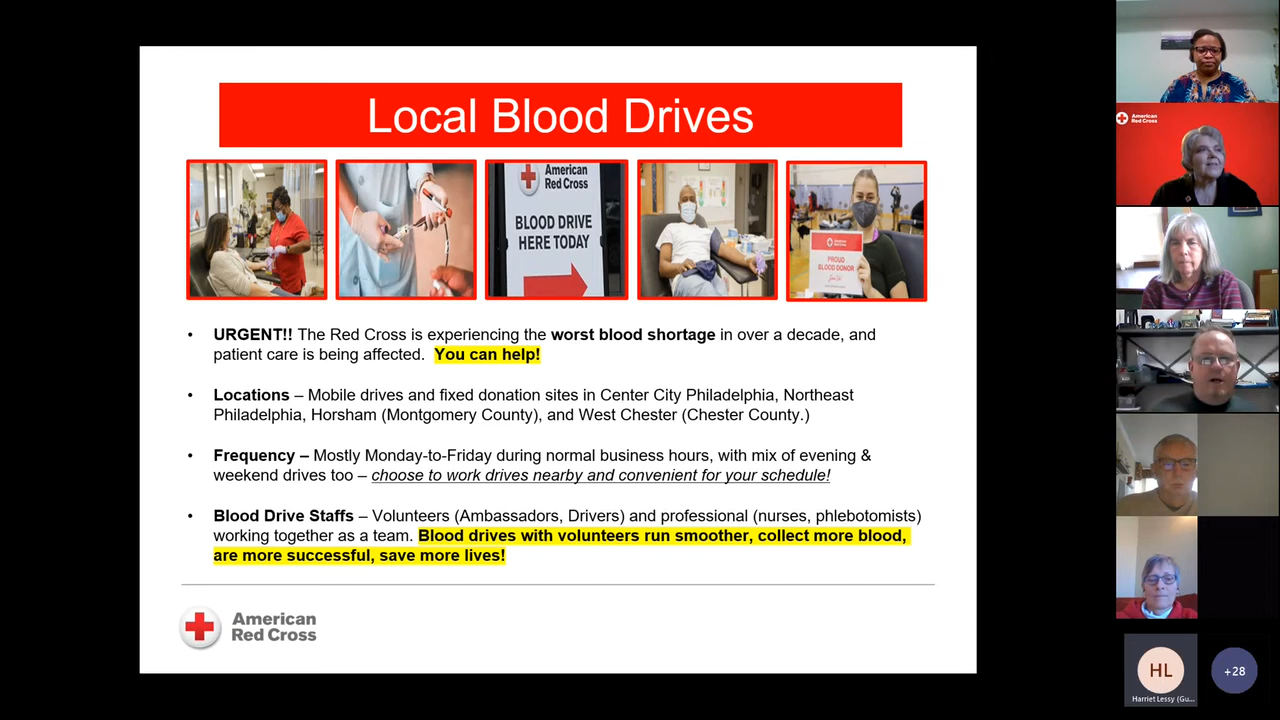 Local Blood Drives
American
Red Cross
BLOOD DRIVE
HERE TODAY
American
Red Cross
PROUD
BLOOD DONOR
• URGENT!! The Red Cross is experiencing the worst blood shortage in over a decade, and
patient care is being affected. You can help!
• Locations – Mobile drives and fixed donation sites in Center City Philadelphia, Northeast
Philadelphia, Horsham (Montgomery County), and West Chester (Chester County.)
• Frequency – Mostly Monday-to-Friday during normal business hours, with mix of evening &
weekend drives too – choose to work drives nearby and convenient for your schedule!
• Blood Drive Staffs – Volunteers (Ambassadors, Drivers) and professional (nurses, phlebotomists)
working together as a team. Blood drives with volunteers run smoother, collect more blood,
are more successful, save more lives!
American
Red Cross
American
Red Cross
HL
Harriet Lessy (Gu...
+28